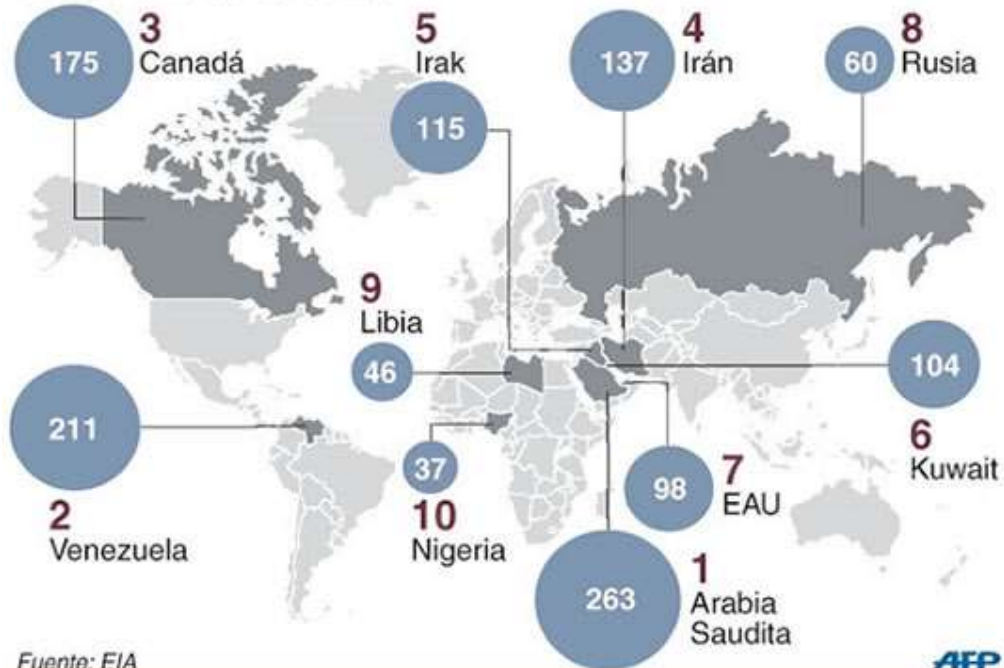 3
Canadá
175
5
Irak
115
4
Irán
137
8
Rusia
60
9
Libia
46
104
6
Kuwait
211
2
Venezuela
37
10
Nigeria
98
7
EAU
263
1
Arabia
Saudita
Fuente: EIA
AFP